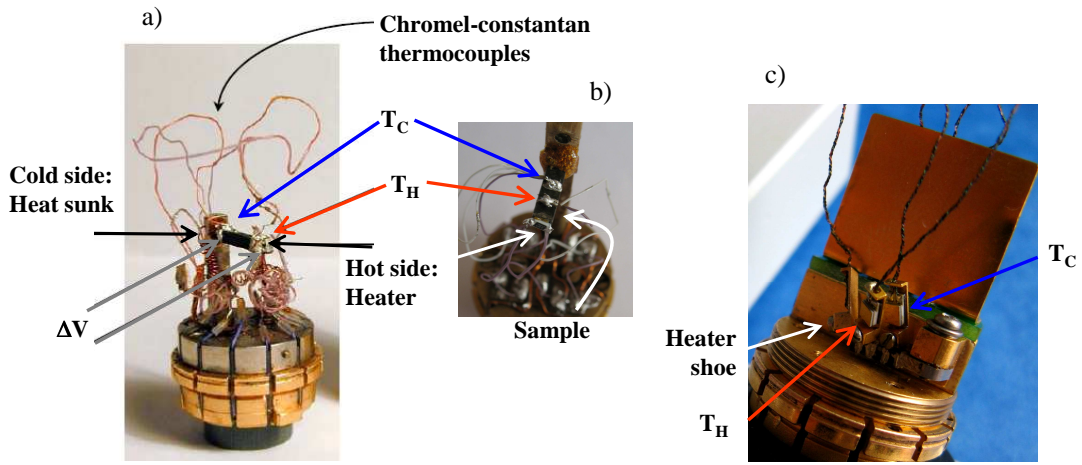 a)
Chromel-constantan
thermocouples
b)
c)
T_C
Cold side:
Heat sunk
T_H
Hot side:
Heater
ΔV
Sample
T_C
Heater
shoe
T_H